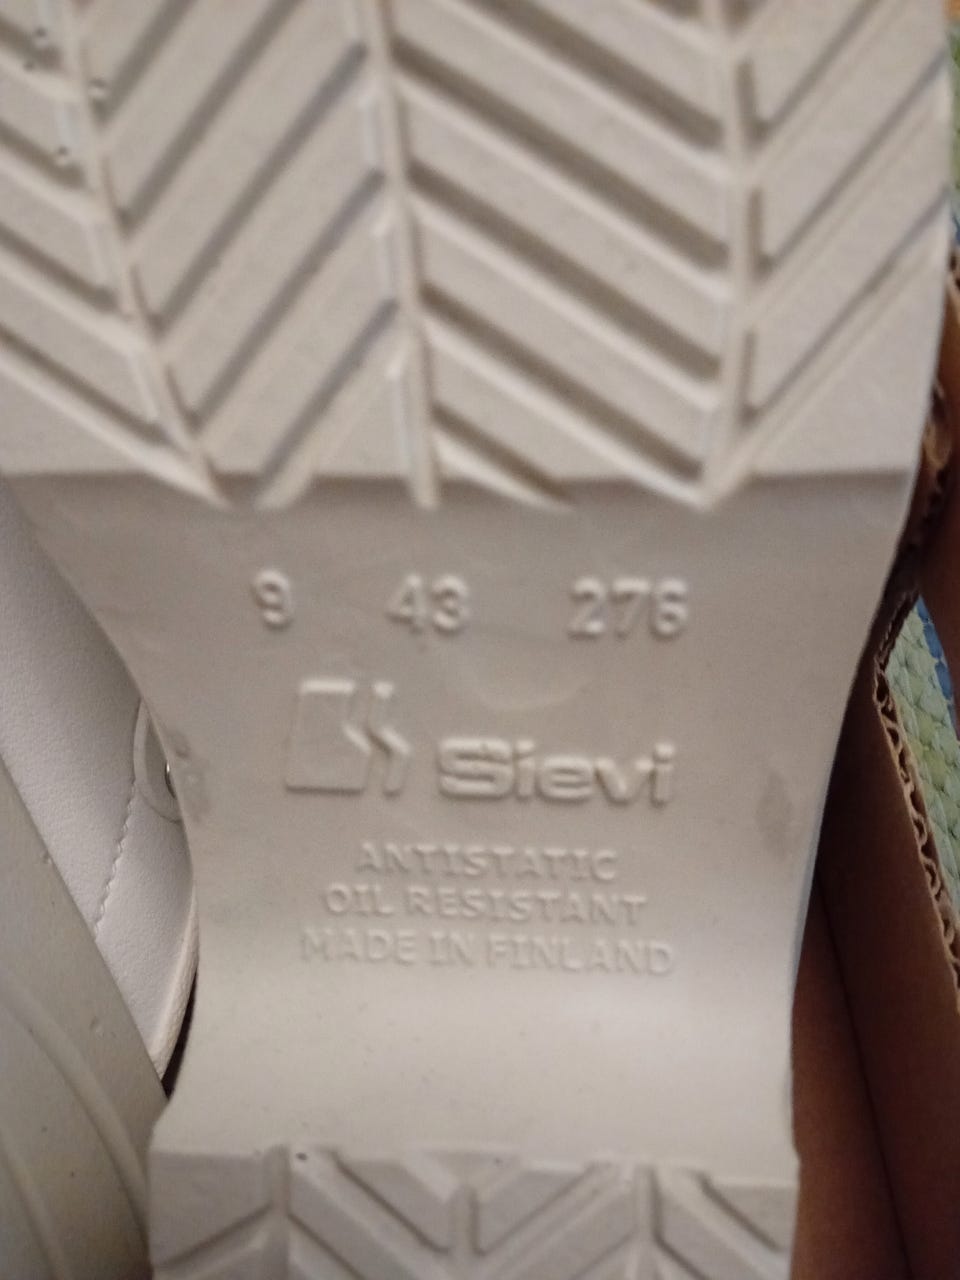 9 43 276
Sievi
ANTISTATIC
OIL RESISTANT
MADE IN FINLAND